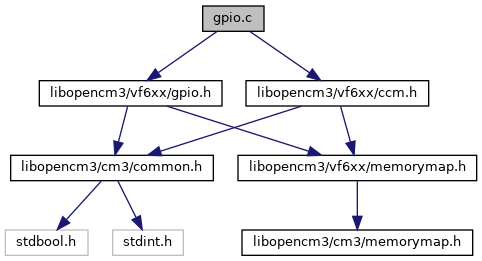 gpio.c
libopencm3/vf6xx/gpio.h
libopencm3/vf6xx/ccm.h
libopencm3/cm3/common.h
libopencm3/vf6xx/memorymap.h
stdbool.h
stdint.h
libopencm3/cm3/memorymap.h